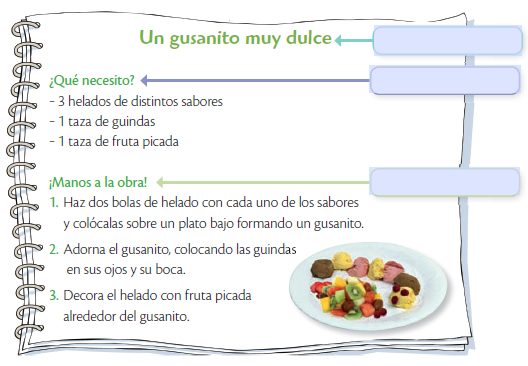 Un gusanito muy dulce
¿Qué necesito?
- 3 helados de distintos sabores
- 1 taza de guindas
- 1 taza de fruta picada
¡Manos a la obra!
1. Haz dos bolas de helado con cada uno de los sabores
y colócalas sobre un plato bajo formando un gusanito.
2. Adorna el gusanito, colocando las guindas
en sus ojos y su boca.
3. Decora el helado con fruta picada
alrededor del gusanito.